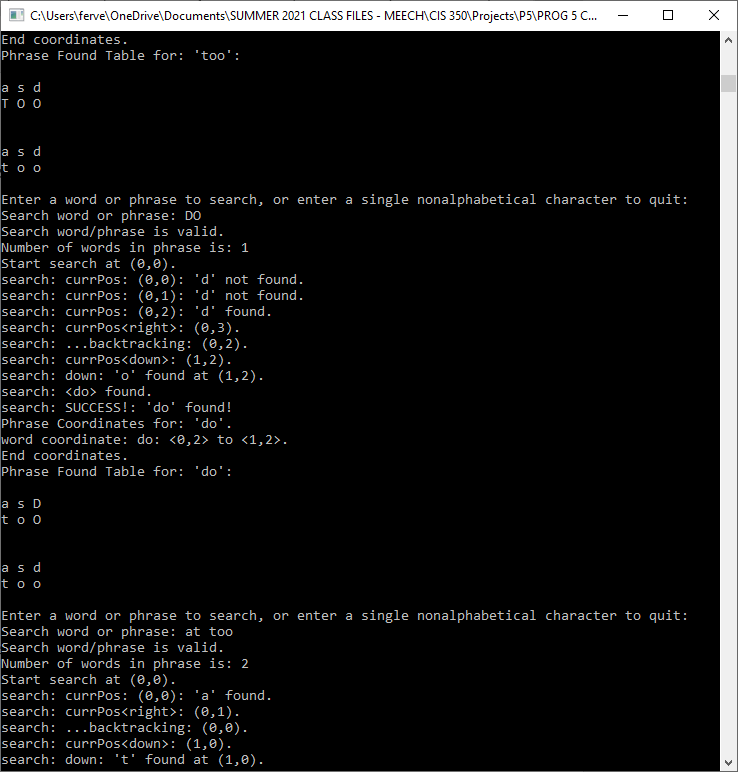 C:\Users\ferve\OneDrive\Documents\SUMMER 2021 CLASS FILES - MEECH\CIS 350\Projects\P5\PROG 5 C...
End coordinates.
Phrase Found Table for: 'too':
a s d
T O O
a s d
t o o
Enter a word or phrase to search, or enter a single nonalphabetical character to quit:
Search word or phrase: DO
Search word/phrase is valid.
Number of words in phrase is: 1
Start search at (0,0).
search: currPos: (0,0): 'd' not found.
search: currPos: (0,1): 'd' not found.
search: currPos: (0,2): 'd' found.
search: currPos<right>: (0,3).
search: ...backtracking: (0,2).
search: currPos<down>: (1,2).
search: down: 'o' found at (1,2).
search: <do> found.
search: SUCCESS!: 'do' found!
Phrase Coordinates for: 'do'.
word coordinate: do: <0,2> to <1,2>.
End coordinates.
Phrase Found Table for: 'do':
a s D
t o O
a s d
t o o
Enter a word or phrase to search, or enter a single nonalphabetical character to quit:
Search word or phrase: at too
Search word/phrase is valid.
Number of words in phrase is: 2
Start search at (0,0).
search: currPos: (0,0): 'a' found.
search: currPos<right>: (0,1).
search: ...backtracking: (0,0).
search: currPos<down>: (1,0).
search: down: 't' found at (1,0).